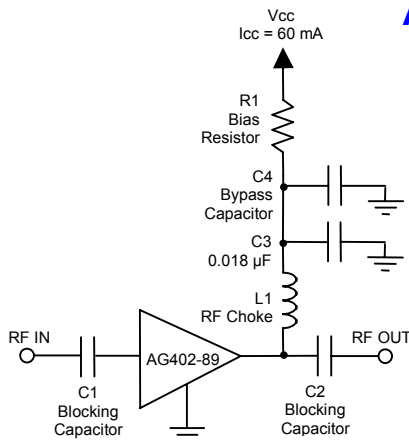 Vcc
Icc = 60 mA
R1
Bias
Resistor
C4
Bypass
Capacitor
C3
0.018 µF
L1
RF Choke
RF IN
AG402-89
RF OUT
C1
Blocking
Capacitor
C2
Blocking
Capacitor